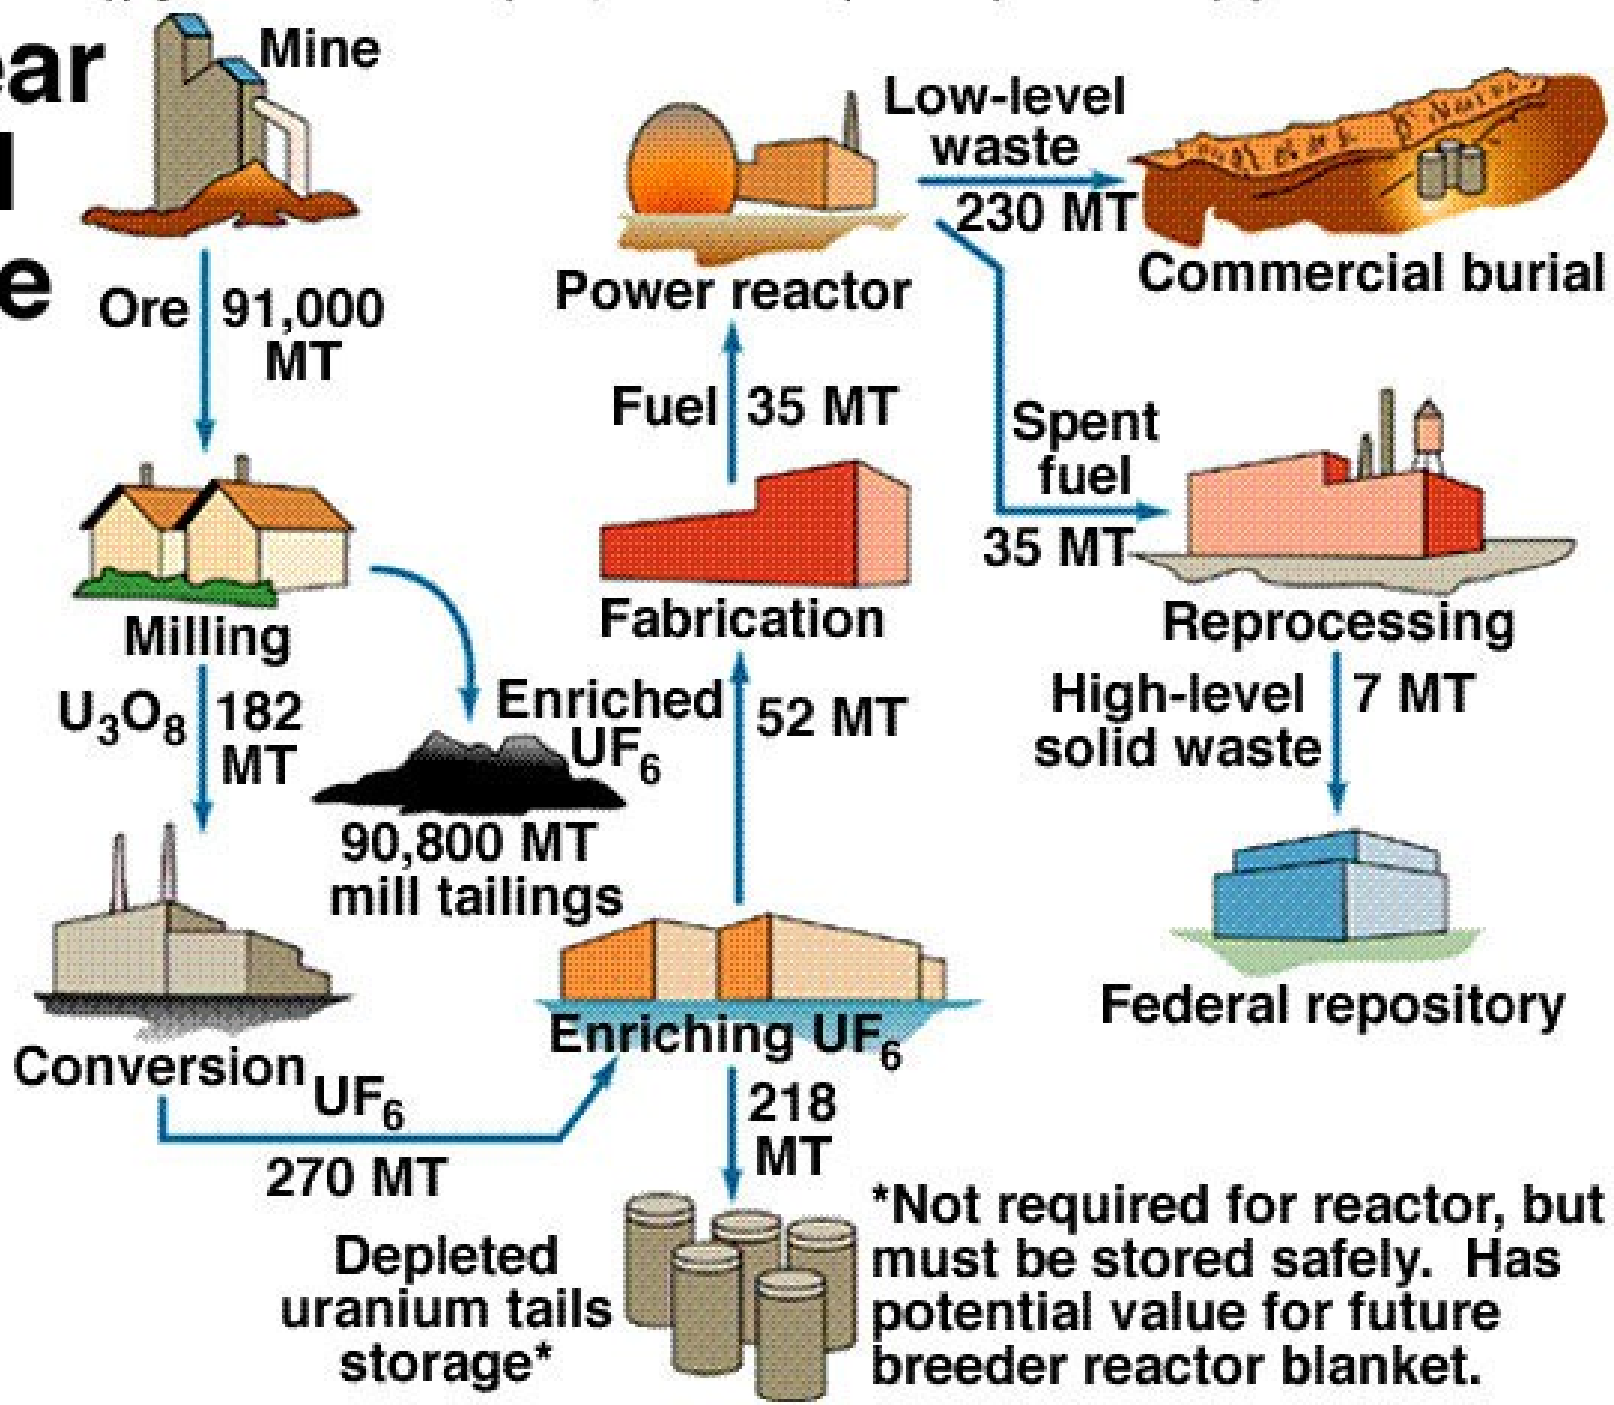 ear
l
e
Mine
Ore 91,000
MT
Milling
U3O8 182
MT
90,800 MT
mill tailings
Conversion
UF6
270 MT
Enriching UF6
218
MT
Depleted
uranium tails
storage*
Enriched
UF6
52 MT
Fabrication
Fuel 35 MT
Power reactor
Low-level
waste
230 MT
Commercial burial
Spent
fuel
35 MT
Reprocessing
High-level
solid waste
7 MT
Federal repository
*Not required for reactor, but
must be stored safely.  Has
potential value for future
breeder reactor blanket.